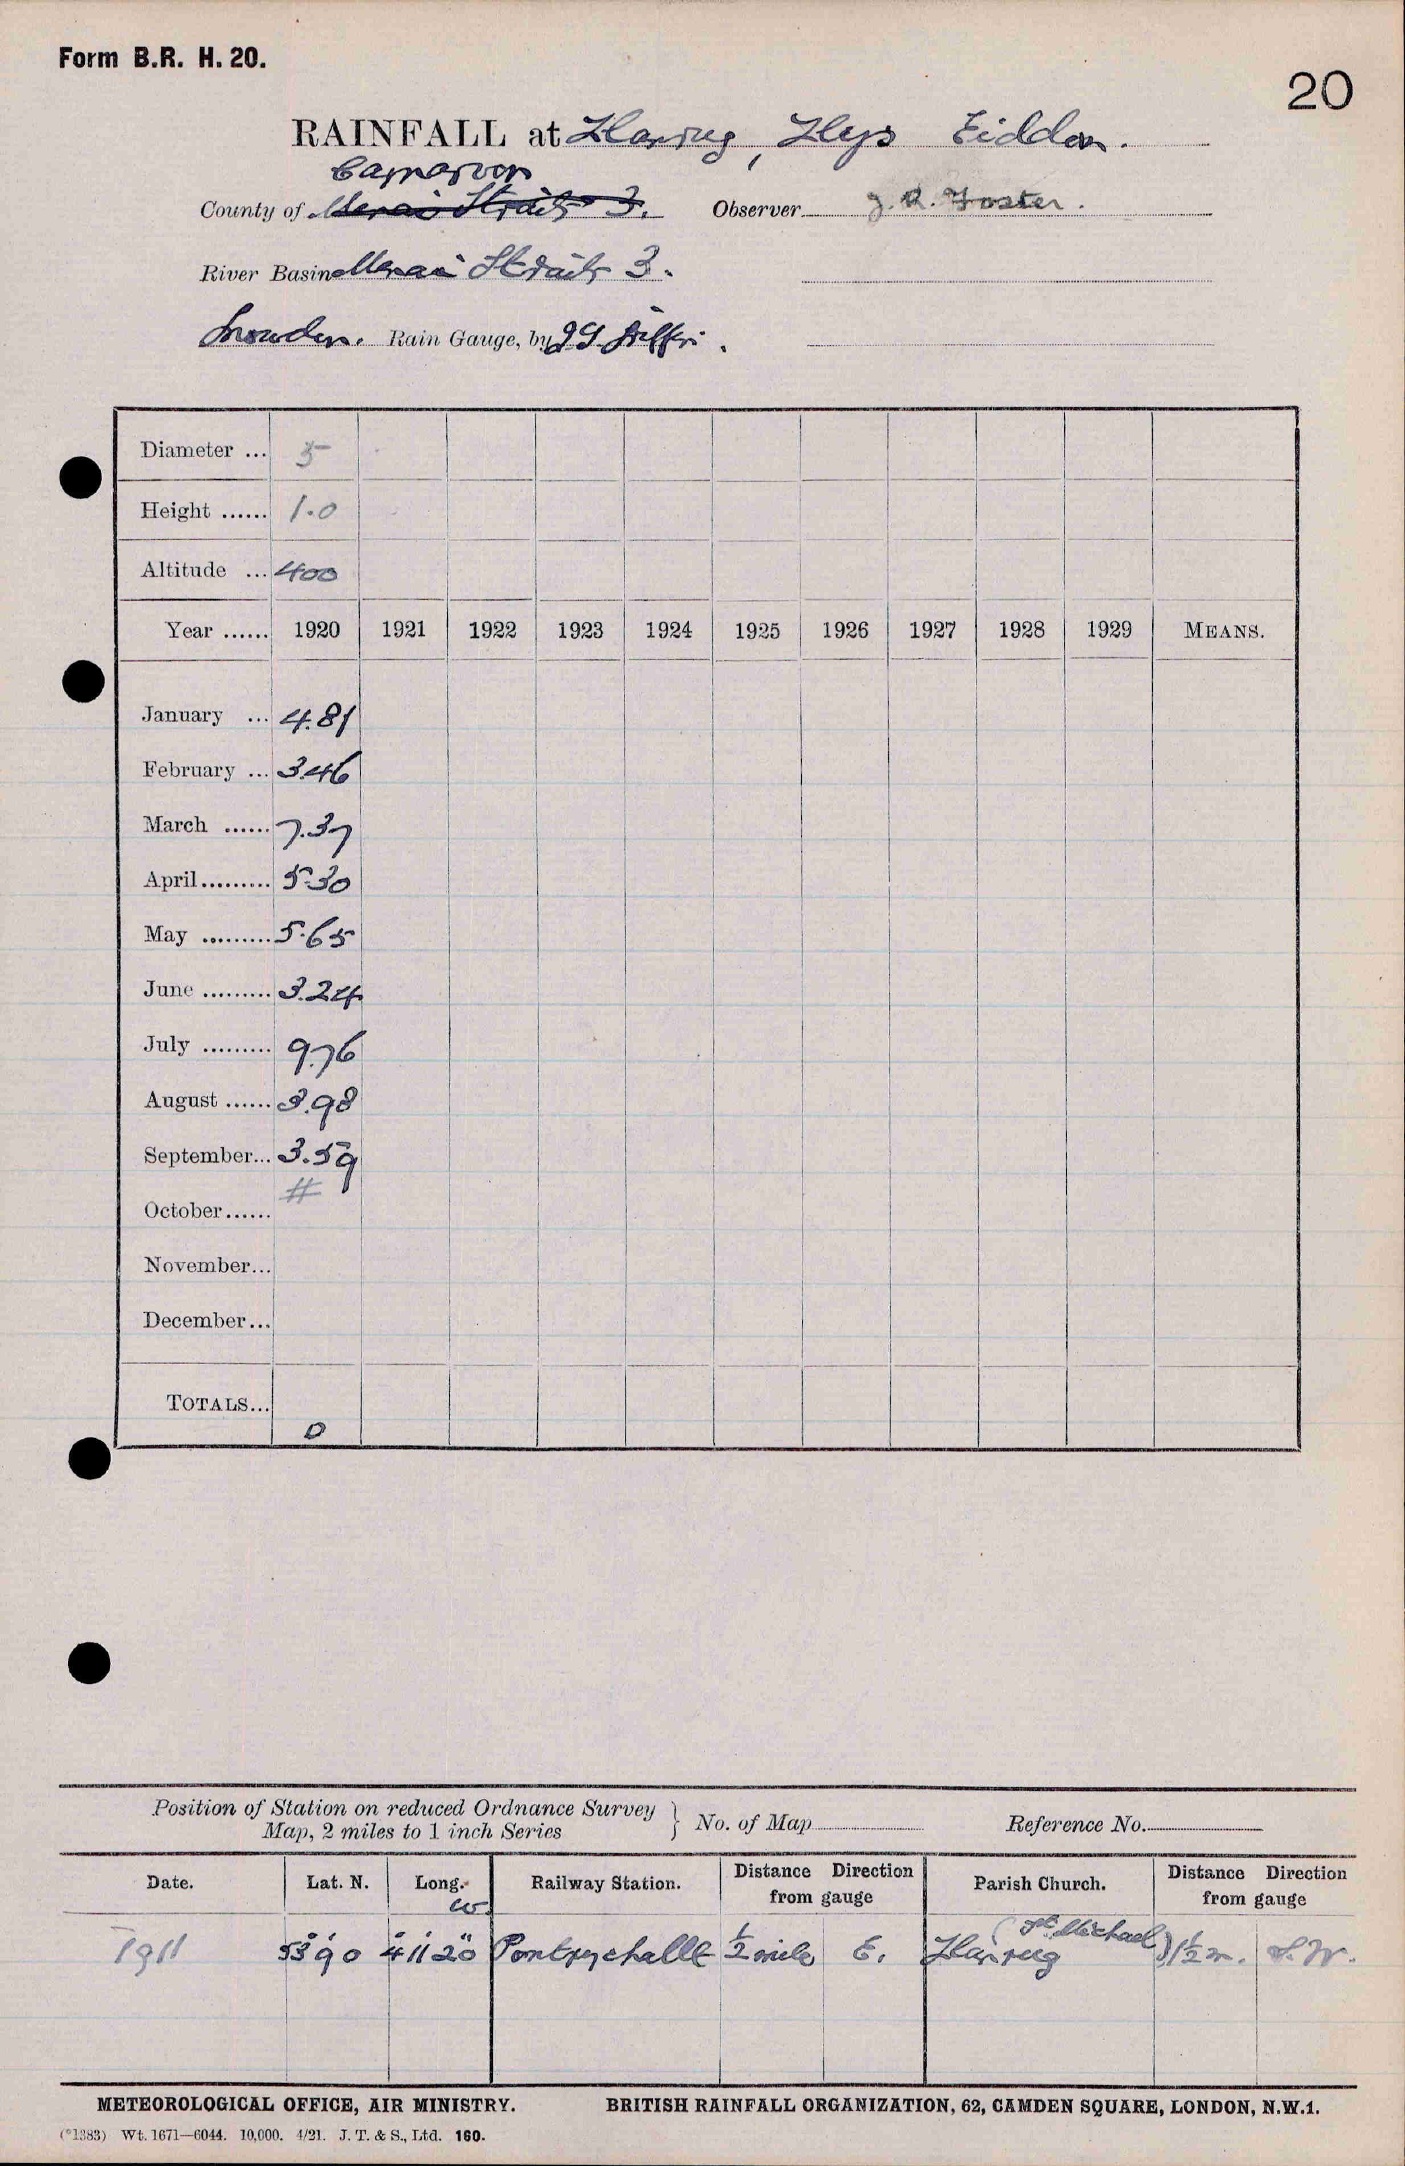 Form B.R. H. 20.
20
RAINFALL at Llanrug, Llys Eiddon.
Carnarvon
County of Menai Straits 3. Observer J. R. Foster.
River Basin Menai Straits 3.
Snowdon. Rain Gauge, by
Diameter ... 5
Height ...... 1.0
Altitude ... 400
Year ...... 1920 1921 1922 1923 1924 1925 1926 1927 1928 1929 MEANS.
January ... 4.81
February ... 3.46
March ...... 7.37
April......... 5.30
May ......... 5.65
June ......... 3.24
July ......... 9.76
August ...... 3.98
September... 3.59
#
October......
November...
December...
TOTALS...
D
Position of Station on reduced Ordnance Survey
Map, 2 miles to 1 inch Series } No. of Map Reference No.
Date. Lat. N. Long. W. Railway Station. Distance Direction from gauge Parish Church. Distance Direction from gauge
1911 53° 9' 0 4° 11' 20" Pontrythallt 1/2 mile E. Llanrug (St. Michael) 1 1/2 m. S.W.
METEOROLOGICAL OFFICE, AIR MINISTRY. BRITISH RAINFALL ORGANIZATION, 62, CAMDEN SQUARE, LONDON, N.W.1.
(*1383) Wt. 1671—6044. 10,000. 4/21. J. T. & S., Ltd. 160.